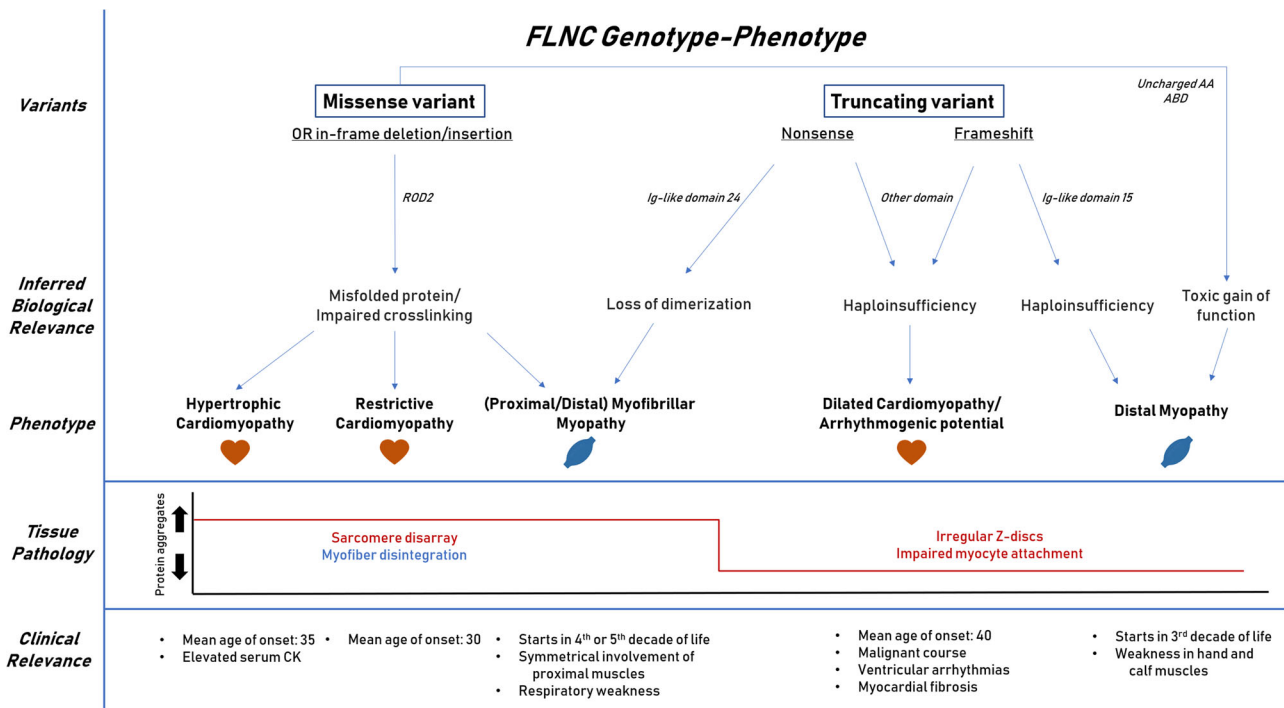 FLNC Genotype-Phenotype
Variants
Missense variant
OR in-frame deletion/insertion
Truncating variant
Nonsense
Frameshift
Uncharged AA
ABD
ROD2
Ig-like domain 24
Other domain
Ig-like domain 15
Inferred
Biological
Relevance
Misfolded protein/
Impaired crosslinking
Loss of dimerization
Haploinsufficiency
Haploinsufficiency
Toxic gain of
function
Phenotype
Hypertrophic
Cardiomyopathy
Restrictive
Cardiomyopathy
(Proximal/Distal) Myofibrillar
Myopathy
Dilated Cardiomyopathy/
Arrhythmogenic potential
Distal Myopathy
Tissue
Pathology
Protein aggregates
Sarcomere disarray
Myofiber disintegration
Irregular Z-discs
Impaired myocyte attachment
Clinical
Relevance
• Mean age of onset: 35
• Elevated serum CK
• Mean age of onset: 30
• Starts in 4th or 5th decade of life
• Symmetrical involvement of
proximal muscles
• Respiratory weakness
• Mean age of onset: 40
• Malignant course
• Ventricular arrhythmias
• Myocardial fibrosis
• Starts in 3rd decade of life
• Weakness in hand and
calf muscles